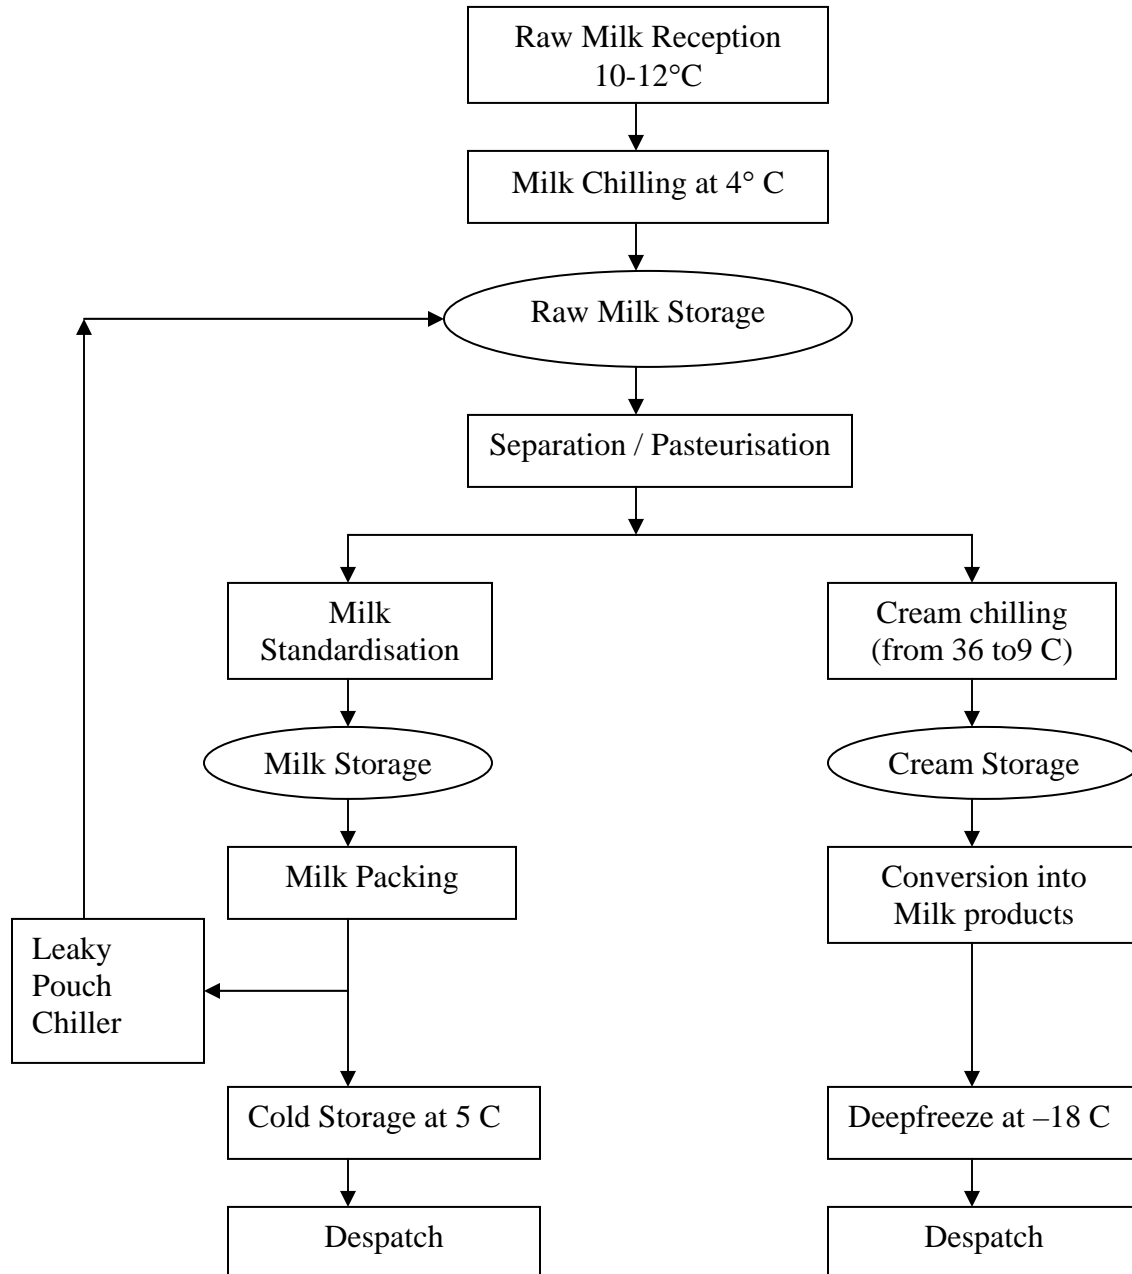 Raw Milk Reception
10-12°C
Milk Chilling at 4° C
Raw Milk Storage
Separation / Pasteurisation
Milk
Standardisation
Cream chilling
(from 36 to9 C)
Milk Storage
Cream Storage
Milk Packing
Conversion into
Milk products
Leaky
Pouch
Chiller
Cold Storage at 5 C
Deepfreeze at –18 C
Despatch
Despatch